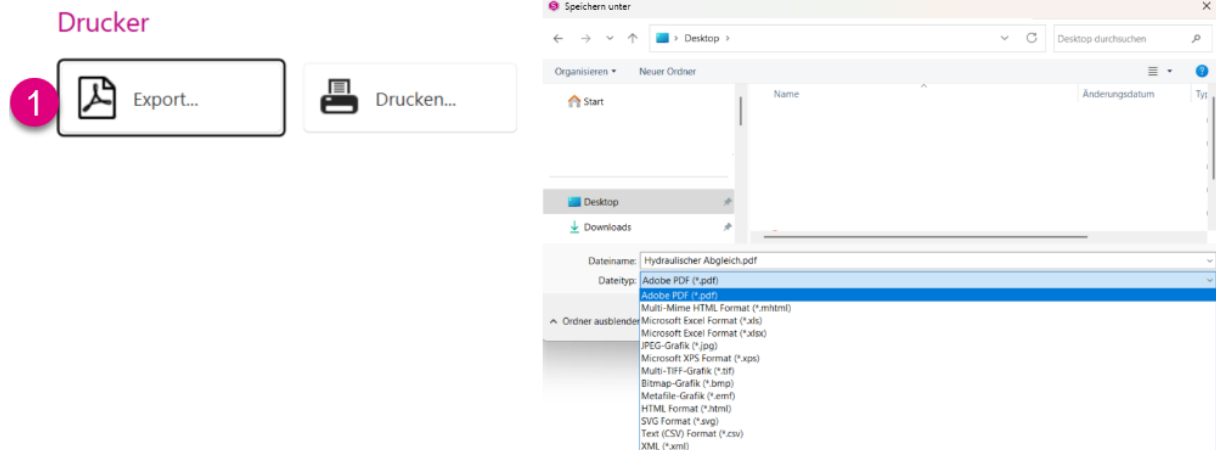 Drucker
1
Export...
Drucken...
S
Speichern unter
Desktop
Desktop durchsuchen
Organisieren
Neuer Ordner
?
Start
Desktop
Downloads
Name
Änderungsdatum
Dateiname: Hydraulischer Abgleich.pdf
Dateityp: Adobe PDF (*.pdf)
Adobe PDF (*.pdf)
Multi-Mime HTML Format (*.mhtml)
Ordner ausblenden
Microsoft Excel Format (*.xls)
Microsoft Excel Format (*.xlsx)
JPEG-Grafik (*.jpg)
Microsoft XPS Format (*.xps)
Multi-TIFF-Grafik (*.tif)
Bitmap-Grafik (*.bmp)
Metafile-Grafik (*.emf)
HTML Format (*.html)
SVG Format (*.svg)
Text (CSV) Format (*.csv)
XML (*.xml)